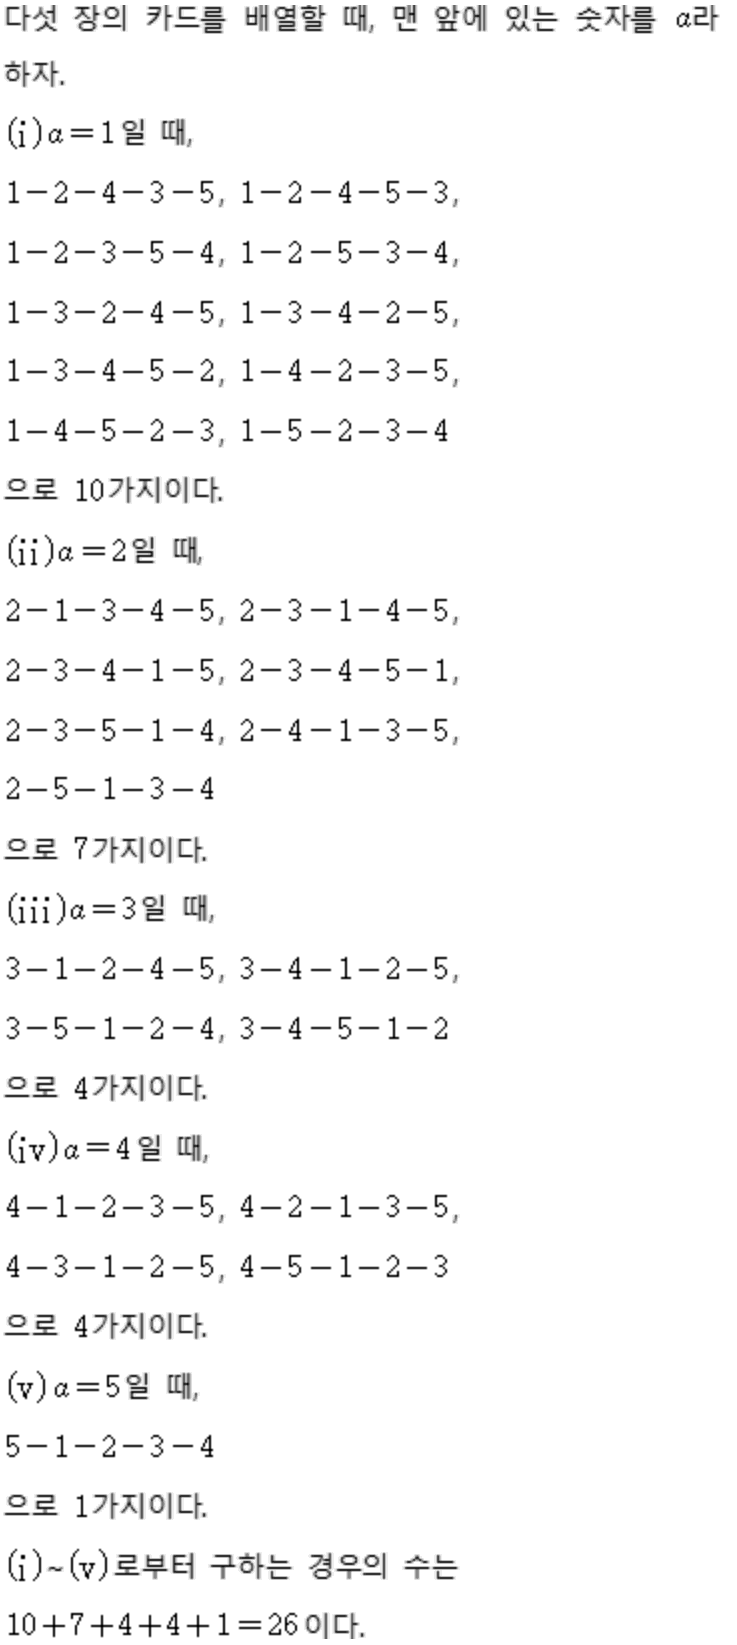 다섯 장의 카드를 배열할 때, 맨 앞에 있는 숫자를 a라
하자.
(i)a=1일 때,
1-2-4-3-5, 1-2-4-5-3,
1-2-3-5-4, 1-2-5-3-4,
1-3-2-4-5, 1-3-4-2-5,
1-3-4-5-2, 1-4-2-3-5,
1-4-5-2-3, 1-5-2-3-4
으로 10가지이다.
(ii)a=2일 때,
2-1-3-4-5, 2-3-1-4-5,
2-3-4-1-5, 2-3-4-5-1,
2-3-5-1-4, 2-4-1-3-5,
2-5-1-3-4
으로 7가지이다.
(iii)a=3일 때,
3-1-2-4-5, 3-4-1-2-5,
3-5-1-2-4, 3-4-5-1-2
으로 4가지이다.
(iv)a=4일 때,
4-1-2-3-5, 4-2-1-3-5,
4-3-1-2-5, 4-5-1-2-3
으로 4가지이다.
(v)a=5일 때,
5-1-2-3-4
으로 1가지이다.
(i)~(v)로부터 구하는 경우의 수는
10+7+4+4+1=26이다.